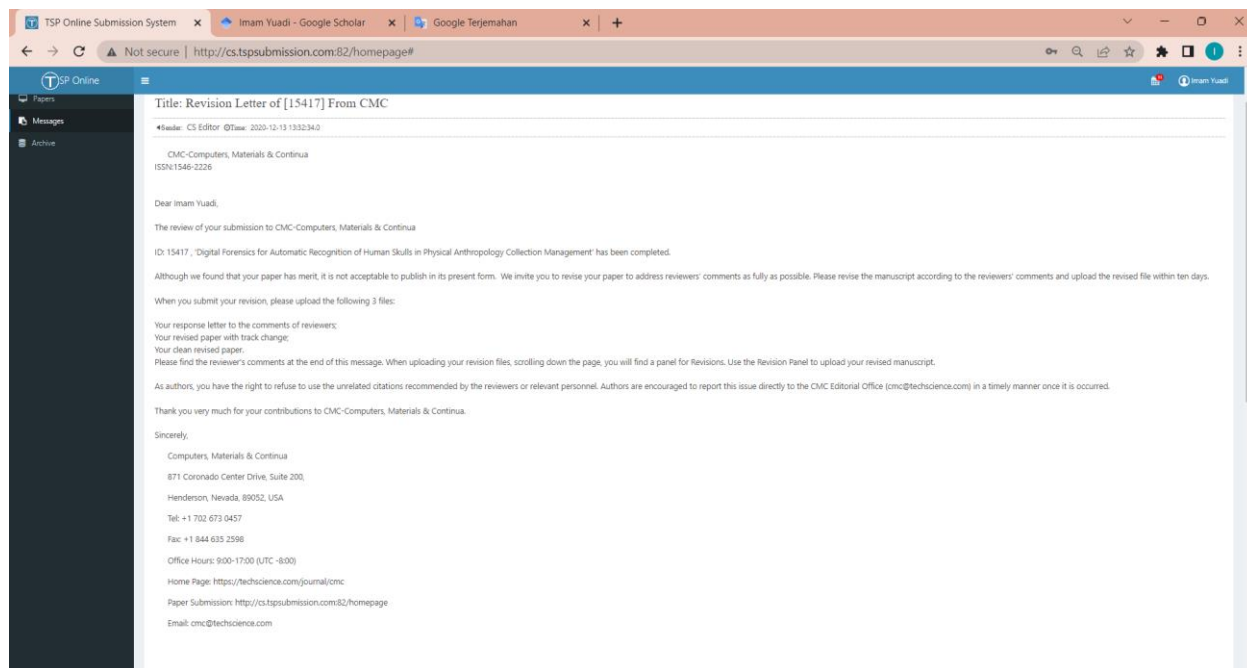 TSP Online Submission System
Imam Yuadi - Google Scholar
Google Terjemahan
Not secure | http://cs.tspsubmission.com:82/homepage#
TSP Online
Imam Yuadi
Papers
Messages
Archive
Title: Revision Letter of [15417] From CMC
Sender: CS Editor Time: 2020-12-13 13:52:34.0
CMC-Computers, Materials & Continua
ISSN:1546-2226
Dear Imam Yuadi,
The review of your submission to CMC-Computers, Materials & Continua
ID: 15417 , 'Digital Forensics for Automatic Recognition of Human Skulls in Physical Anthropology Collection Management' has been completed.
Although we found that your paper has merit, it is not acceptable to publish in its present form. We invite you to revise your paper to address reviewers' comments as fully as possible. Please revise the manuscript according to the reviewers' comments and upload the revised file within ten days.
When you submit your revision, please upload the following 3 files:
Your response letter to the comments of reviewers;
Your revised paper with track change;
Your clean revised paper.
Please find the reviewer's comments at the end of this message. When uploading your revision files, scrolling down the page, you will find a panel for Revisions. Use the Revision Panel to upload your revised manuscript.
As authors, you have the right to refuse to use the unrelated citations recommended by the reviewers or relevant personnel. Authors are encouraged to report this issue directly to the CMC Editorial Office (cmc@techscience.com) in a timely manner once it is occurred.
Thank you very much for your contributions to CMC-Computers, Materials & Continua.
Sincerely,
Computers, Materials & Continua
871 Coronado Center Drive, Suite 200,
Henderson, Nevada, 89052, USA
Tel: +1 702 673 0457
Fax: +1 844 635 2598
Office Hours: 9:00-17:00 (UTC -8:00)
Home Page: https://techscience.com/journal/cmc
Paper Submission: http://cs.tspsubmission.com:82/homepage
Email: cmc@techscience.com